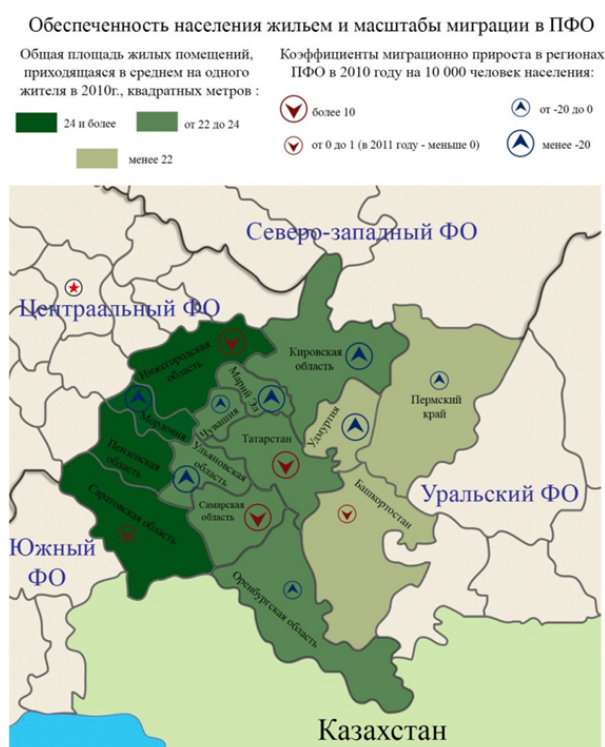 Обеспеченность населения жильем и масштабы миграции в ПФО
Общая площадь жилых помещений,
приходящаяся в среднем на одного
жителя в 2010г., квадратных метров :
24 и более
от 22 до 24
менее 22
Коэффициенты миграционно прироста в регионах
ПФО в 2010 году на 10 000 человек населения:
более 10
от -20 до 0
от 0 до 1 (в 2011 году - меньше 0)
менее -20
Северо-западный ФО
Центраальный ФО
Нижегородская
область
Кировская
область
Пермский
край
Марий Эл
Чувашия
Мордовия
Удмуртия
Татарстан
Пензенская
область
Ульяновская
область
Саратовская область
Самарская
область
Башкортостан
Уральский ФО
Южный
ФО
Оренбургская область
Казахстан